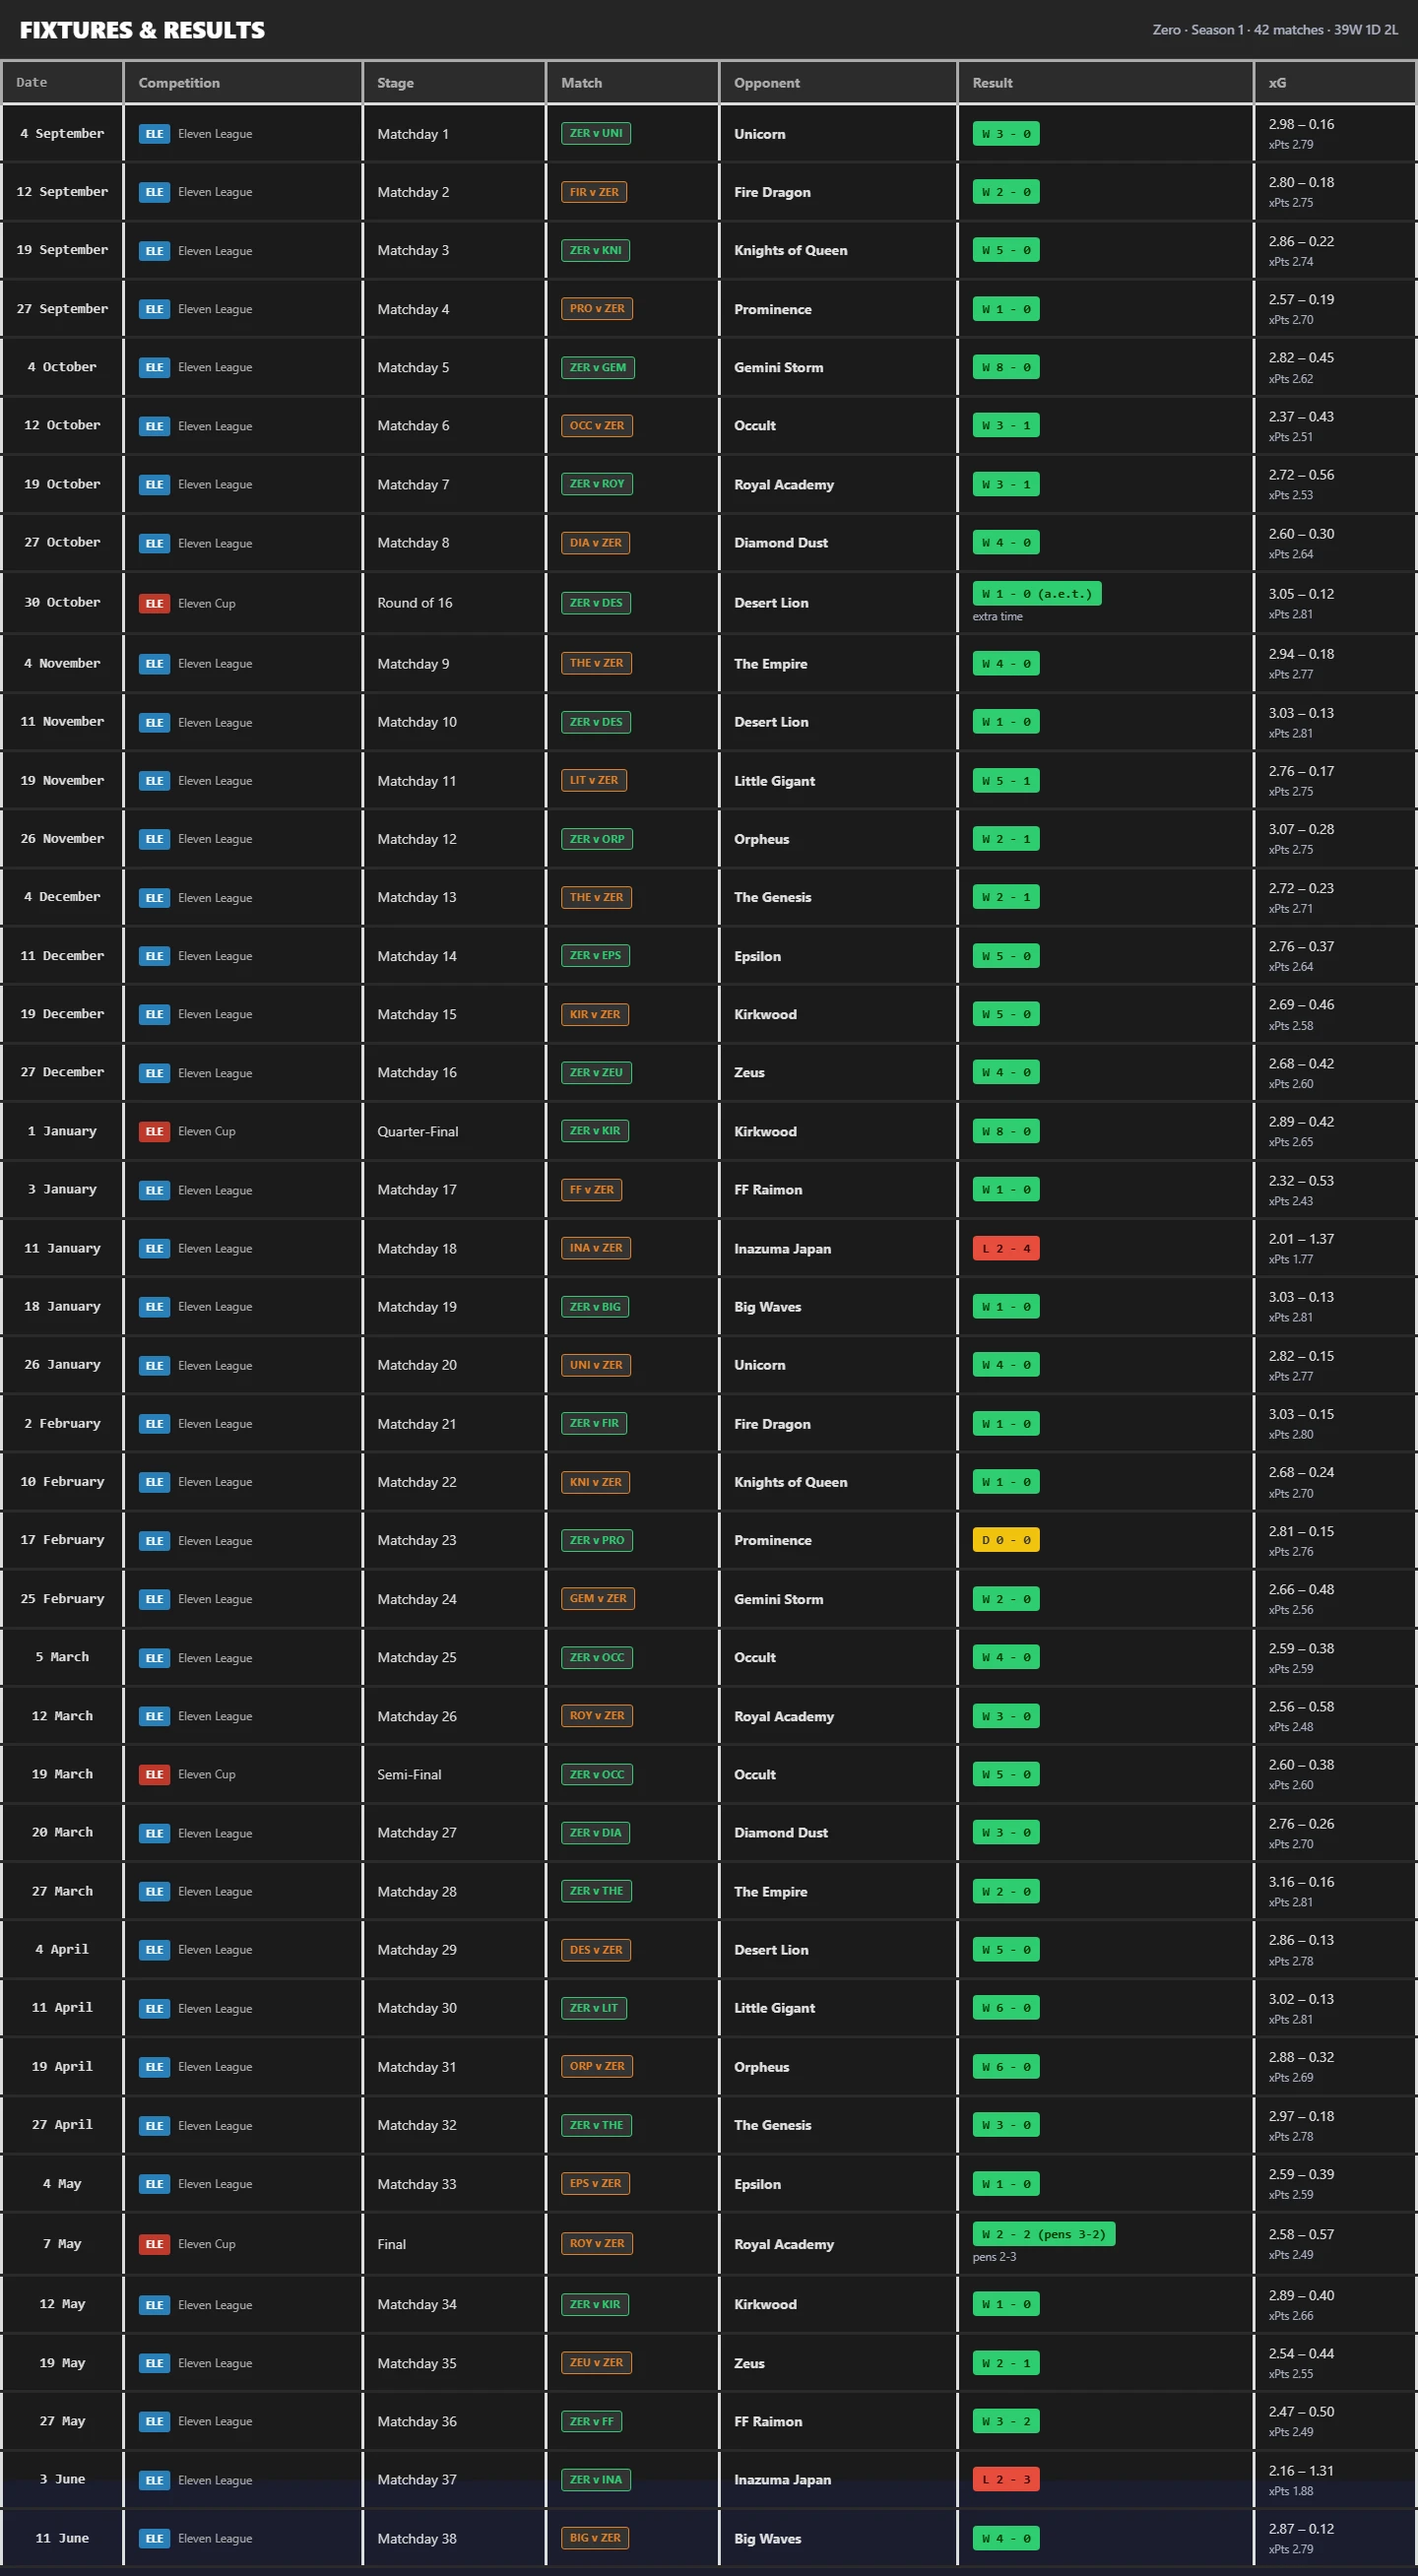 FIXTURES & RESULTS
Zero · Season 1 · 42 matches · 39W 1D 2L
Date Competition Stage Match Opponent Result xG
4 September ELE Eleven League Matchday 1 ZER v UNI Unicorn W 3 - 0 2.98 – 0.16
xPts 2.79
12 September ELE Eleven League Matchday 2 FIR v ZER Fire Dragon W 2 - 0 2.80 – 0.18
xPts 2.75
19 September ELE Eleven League Matchday 3 ZER v KNI Knights of Queen W 5 - 0 2.86 – 0.22
xPts 2.74
27 September ELE Eleven League Matchday 4 PRO v ZER Prominence W 1 - 0 2.57 – 0.19
xPts 2.70
4 October ELE Eleven League Matchday 5 ZER v GEM Gemini Storm W 8 - 0 2.82 – 0.45
xPts 2.62
12 October ELE Eleven League Matchday 6 OCC v ZER Occult W 3 - 1 2.37 – 0.43
xPts 2.51
19 October ELE Eleven League Matchday 7 ZER v ROY Royal Academy W 3 - 1 2.72 – 0.56
xPts 2.53
27 October ELE Eleven League Matchday 8 DIA v ZER Diamond Dust W 4 - 0 2.60 – 0.30
xPts 2.64
30 October ELE Eleven Cup Round of 16 ZER v DES Desert Lion W 1 - 0 (a.e.t.) 3.05 – 0.12
extra time xPts 2.81
4 November ELE Eleven League Matchday 9 THE v ZER The Empire W 4 - 0 2.94 – 0.18
xPts 2.77
11 November ELE Eleven League Matchday 10 ZER v DES Desert Lion W 1 - 0 3.03 – 0.13
xPts 2.81
19 November ELE Eleven League Matchday 11 LIT v ZER Little Gigant W 5 - 1 2.76 – 0.17
xPts 2.75
26 November ELE Eleven League Matchday 12 ZER v ORP Orpheus W 2 - 1 3.07 – 0.28
xPts 2.75
4 December ELE Eleven League Matchday 13 THE v ZER The Genesis W 2 - 1 2.72 – 0.23
xPts 2.71
11 December ELE Eleven League Matchday 14 ZER v EPS Epsilon W 5 - 0 2.76 – 0.37
xPts 2.64
19 December ELE Eleven League Matchday 15 KIR v ZER Kirkwood W 5 - 0 2.69 – 0.46
xPts 2.58
27 December ELE Eleven League Matchday 16 ZER v ZEU Zeus W 4 - 0 2.68 – 0.42
xPts 2.60
1 January ELE Eleven Cup Quarter-Final ZER v KIR Kirkwood W 8 - 0 2.89 – 0.42
xPts 2.65
3 January ELE Eleven League Matchday 17 FF v ZER FF Raimon W 1 - 0 2.32 – 0.53
xPts 2.43
11 January ELE Eleven League Matchday 18 INA v ZER Inazuma Japan L 2 - 4 2.01 – 1.37
xPts 1.77
18 January ELE Eleven League Matchday 19 ZER v BIG Big Waves W 1 - 0 3.03 – 0.13
xPts 2.81
26 January ELE Eleven League Matchday 20 UNI v ZER Unicorn W 4 - 0 2.82 – 0.15
xPts 2.77
2 February ELE Eleven League Matchday 21 ZER v FIR Fire Dragon W 1 - 0 3.03 – 0.15
xPts 2.80
10 February ELE Eleven League Matchday 22 KNI v ZER Knights of Queen W 1 - 0 2.68 – 0.24
xPts 2.70
17 February ELE Eleven League Matchday 23 ZER v PRO Prominence D 0 - 0 2.81 – 0.15
xPts 2.76
25 February ELE Eleven League Matchday 24 GEM v ZER Gemini Storm W 2 - 0 2.66 – 0.48
xPts 2.56
5 March ELE Eleven League Matchday 25 ZER v OCC Occult W 4 - 0 2.59 – 0.38
xPts 2.59
12 March ELE Eleven League Matchday 26 ROY v ZER Royal Academy W 3 - 0 2.56 – 0.58
xPts 2.48
19 March ELE Eleven Cup Semi-Final ZER v OCC Occult W 5 - 0 2.60 – 0.38
xPts 2.60
20 March ELE Eleven League Matchday 27 ZER v DIA Diamond Dust W 3 - 0 2.76 – 0.26
xPts 2.70
27 March ELE Eleven League Matchday 28 ZER v THE The Empire W 2 - 0 3.16 – 0.16
xPts 2.81
4 April ELE Eleven League Matchday 29 DES v ZER Desert Lion W 5 - 0 2.86 – 0.13
xPts 2.78
11 April ELE Eleven League Matchday 30 ZER v LIT Little Gigant W 6 - 0 3.02 – 0.13
xPts 2.81
19 April ELE Eleven League Matchday 31 ORP v ZER Orpheus W 6 - 0 2.88 – 0.32
xPts 2.69
27 April ELE Eleven League Matchday 32 ZER v THE The Genesis W 3 - 0 2.97 – 0.18
xPts 2.78
4 May ELE Eleven League Matchday 33 EPS v ZER Epsilon W 1 - 0 2.59 – 0.39
xPts 2.59
7 May ELE Eleven Cup Final ROY v ZER Royal Academy W 2 - 2 (pens 3-2) 2.58 – 0.57
pens 2-3 xPts 2.49
12 May ELE Eleven League Matchday 34 ZER v KIR Kirkwood W 1 - 0 2.89 – 0.40
xPts 2.66
19 May ELE Eleven League Matchday 35 ZEU v ZER Zeus W 2 - 1 2.54 – 0.44
xPts 2.55
27 May ELE Eleven League Matchday 36 ZER v FF FF Raimon W 3 - 2 2.47 – 0.50
xPts 2.49
3 June ELE Eleven League Matchday 37 ZER v INA Inazuma Japan L 2 - 3 2.16 – 1.31
xPts 1.88
11 June ELE Eleven League Matchday 38 BIG v ZER Big Waves W 4 - 0 2.87 – 0.12
xPts 2.79